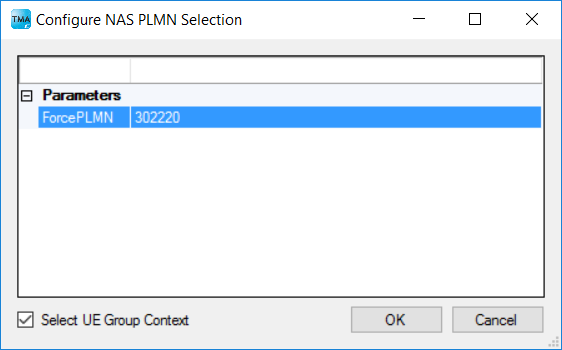 TMA Configure NAS PLMN Selection
Parameters
ForcePLMN 302220
Select UE Group Context OK Cancel